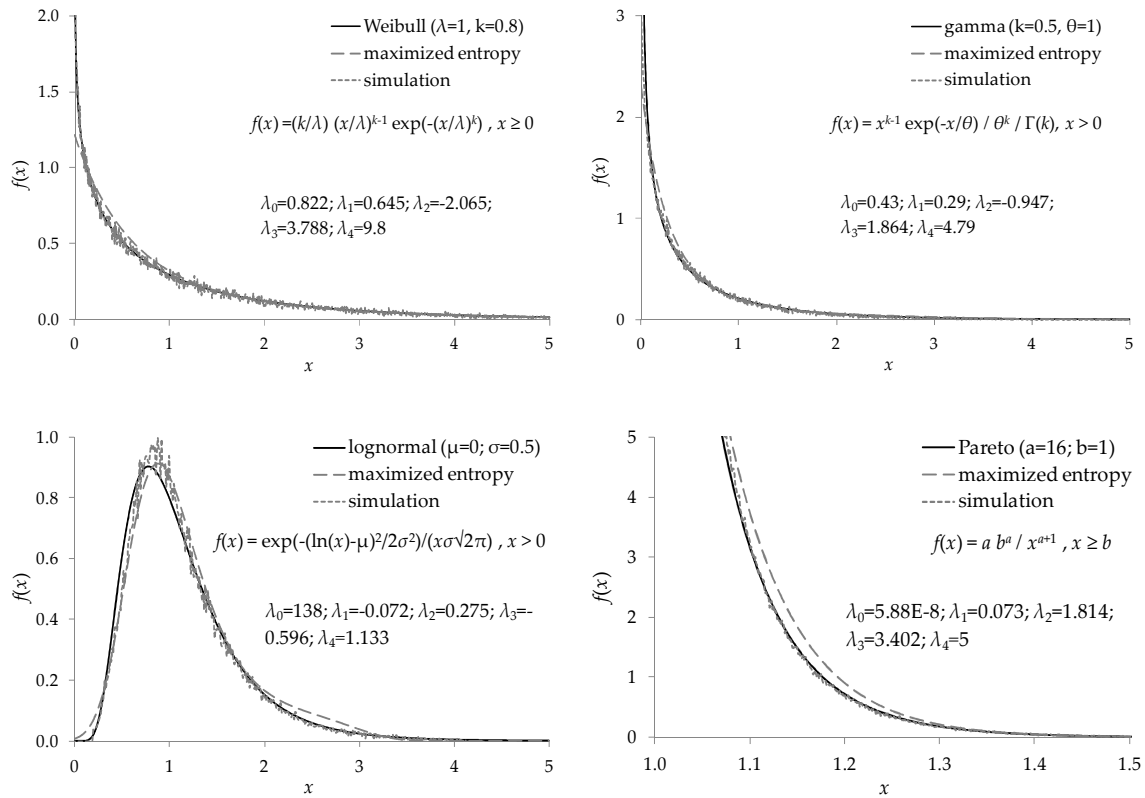 2.0
1.5
1.0
0.5
0.0
f(x)
0 1 2 3 4 5
x
Weibull (λ=1, k=0.8)
maximized entropy
simulation
f(x) =(k/λ) (x/λ)^{k-1} exp(-(x/λ)^k) , x ≥ 0
λ₀=0.822; λ₁=0.645; λ₂=-2.065;
λ₃=3.788; λ₄=9.8
3
2
1
0
f(x)
0 1 2 3 4 5
x
gamma (k=0.5, θ=1)
maximized entropy
simulation
f(x) = x^{k-1} exp(-x/θ) / θ^k / Γ(k), x > 0
λ₀=0.43; λ₁=0.29; λ₂=-0.947;
λ₃=1.864; λ₄=4.79
1.0
0.8
0.6
0.4
0.2
0.0
f(x)
0 1 2 3 4 5
x
lognormal (μ=0; σ=0.5)
maximized entropy
simulation
f(x) = exp(-(ln(x)-μ)²/2σ²)/(xσ√2π) , x > 0
λ₀=138; λ₁=-0.072; λ₂=0.275; λ₃=-
0.596; λ₄=1.133
5
4
3
2
1
0
f(x)
1.0 1.1 1.2 1.3 1.4 1.5
x
Pareto (a=16; b=1)
maximized entropy
simulation
f(x) = a b^a / x^{a+1} , x ≥ b
λ₀=5.88E-8; λ₁=0.073; λ₂=1.814;
λ₃=3.402; λ₄=5